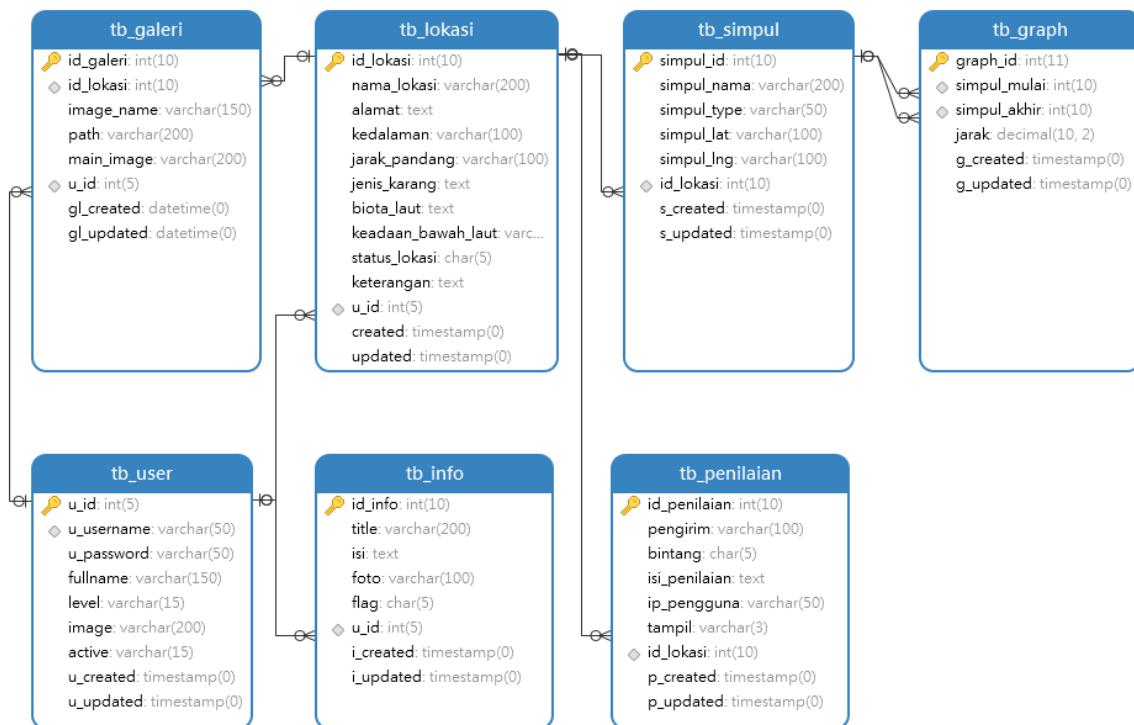 tb_galeri
id_galeri: int(10)
id_lokasi: int(10)
image_name: varchar(150)
path: varchar(200)
main_image: varchar(200)
u_id: int(5)
gl_created: datetime(0)
gl_updated: datetime(0)
tb_lokasi
id_lokasi: int(10)
nama_lokasi: varchar(200)
alamat: text
kedalaman: varchar(100)
jarak_pandang: varchar(100)
jenis_karang: text
biota_laut: text
keadaan_bawah_laut: varc...
status_lokasi: char(5)
keterangan: text
u_id: int(5)
created: timestamp(0)
updated: timestamp(0)
tb_simpul
simpul_id: int(10)
simpul_nama: varchar(200)
simpul_type: varchar(50)
simpul_lat: varchar(100)
simpul_lng: varchar(100)
id_lokasi: int(10)
s_created: timestamp(0)
s_updated: timestamp(0)
tb_graph
graph_id: int(11)
simpul_mulai: int(10)
simpul_akhir: int(10)
jarak: decimal(10, 2)
g_created: timestamp(0)
g_updated: timestamp(0)
tb_user
u_id: int(5)
u_username: varchar(50)
u_password: varchar(50)
fullname: varchar(150)
level: varchar(15)
image: varchar(200)
active: varchar(15)
u_created: timestamp(0)
u_updated: timestamp(0)
tb_info
id_info: int(10)
title: varchar(200)
isi: text
foto: varchar(100)
flag: char(5)
u_id: int(5)
i_created: timestamp(0)
i_updated: timestamp(0)
tb_penilaian
id_penilaian: int(10)
pengirim: varchar(100)
bintang: char(5)
isi_penilaian: text
ip_pengguna: varchar(50)
tampil: varchar(3)
id_lokasi: int(10)
p_created: timestamp(0)
p_updated: timestamp(0)